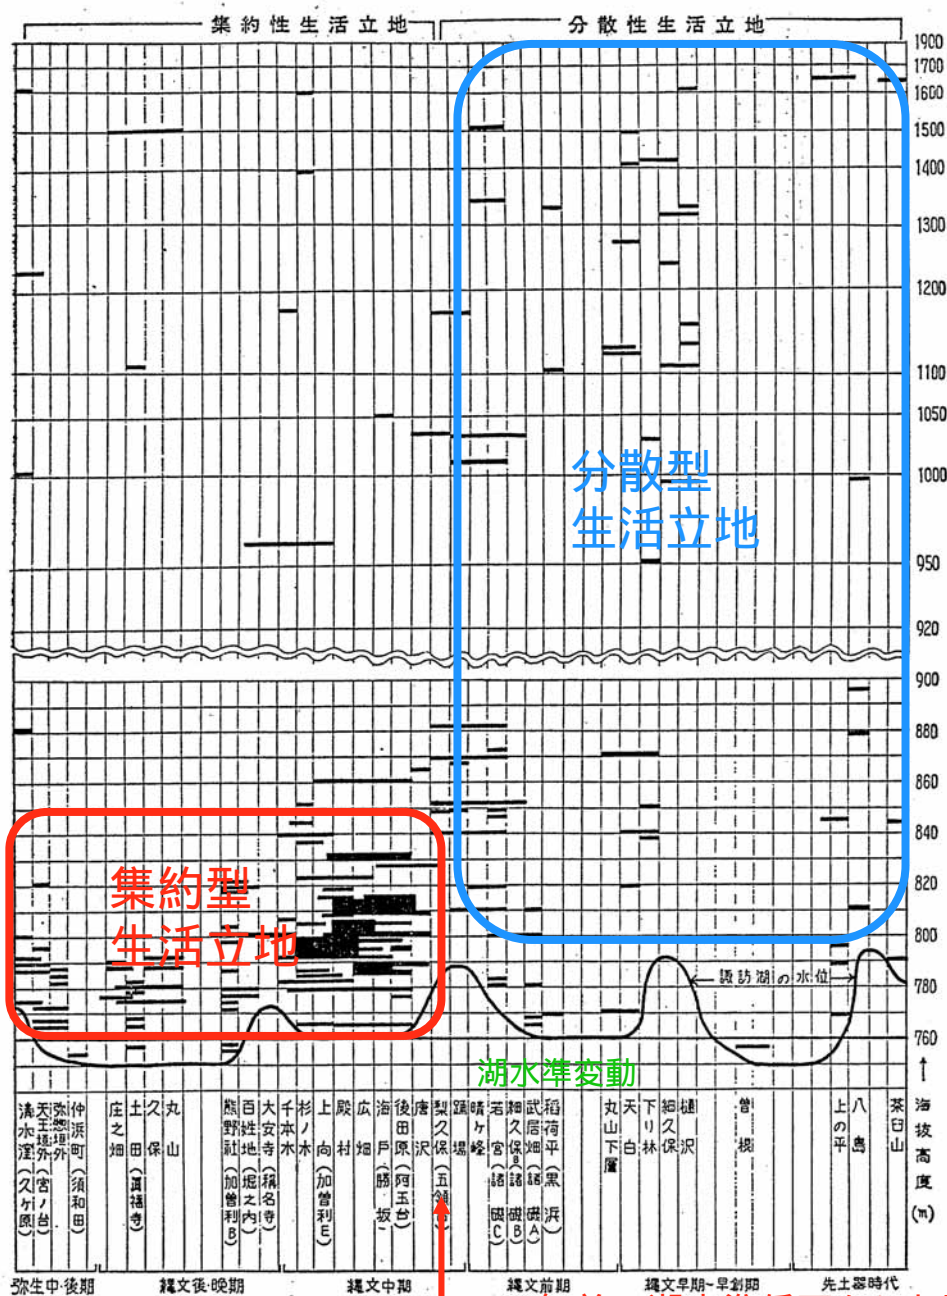 集約性生活立地
分散性生活立地
1900
1700
1600
1500
1400
1300
1200
1100
1050
1000
950
920
900
880
860
840
820
800
780
760
分散型
生活立地
集約型
生活立地
諏訪湖の水位
湖水準変動
海抜高度(m)
清水窪(久ヶ原)
天王垣外(宮ノ台)
弥惣垣外
仲浜町(須和田)
庄之畑
土田(真福寺)
久保
丸山
熊野社(加曽利B)
百姓地(堀之内)
大安寺(稱名寺)
千本木
杉ノ木
上向(加曽利E)
殿村
広畑
海戸(勝坂)
後田原(阿玉台)
唐沢
梨久保(五領台)
踊場
晴ヶ峰
若宮(諸磯C)
細久保(諸磯B)
武居畑(諸磯A)
稲荷平(黒浜)
丸山下層
天白
下り林
細久保
樋沢
曽根
上の平
八島
茶臼山
弥生中・後期
縄文後・晩期
縄文中期
縄文前期
縄文早期~早創期
先土器時代